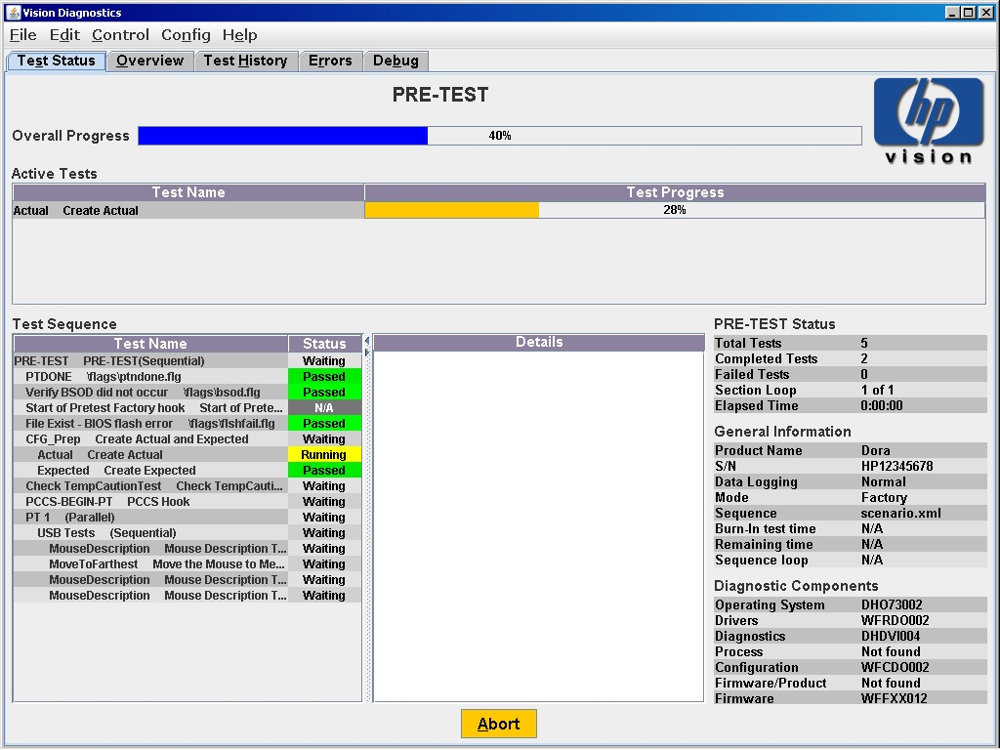 Vision Diagnostics
File Edit Control Config Help
Test Status Overview Test History Errors Debug
PRE-TEST
hp
vision
Overall Progress 40%
Active Tests
Test Name Test Progress
Actual Create Actual 28%
Test Sequence
Test Name Status
PRE-TEST PRE-TEST(Sequential) Waiting
PTDONE \flags\ptndone.flg Passed
Verify BSOD did not occur \flags\bsod.flg Passed
Start of Pretest Factory hook Start of Prete... N/A
File Exist - BIOS flash error \flags\flshfail.flg Passed
CFG_Prep Create Actual and Expected Waiting
Actual Create Actual Running
Expected Create Expected Passed
Check TempCautionTest Check TempCauti... Waiting
PCCS-BEGIN-PT PCCS Hook Waiting
PT 1 (Parallel) Waiting
USB Tests (Sequential) Waiting
MouseDescription Mouse Description T... Waiting
MoveToFarthest Move the Mouse to Me... Waiting
MouseDescription Mouse Description T... Waiting
MouseDescription Mouse Description T... Waiting
Details
PRE-TEST Status
Total Tests 5
Completed Tests 2
Failed Tests 0
Section Loop 1 of 1
Elapsed Time 0:00:00
General Information
Product Name Dora
S/N HP12345678
Data Logging Normal
Mode Factory
Sequence scenario.xml
Burn-In test time N/A
Remaining time N/A
Sequence loop N/A
Diagnostic Components
Operating System DHO73002
Drivers WFRDO002
Diagnostics DHDVI004
Process Not found
Configuration WFCDO002
Firmware/Product Not found
Firmware WFFXX012
Abort